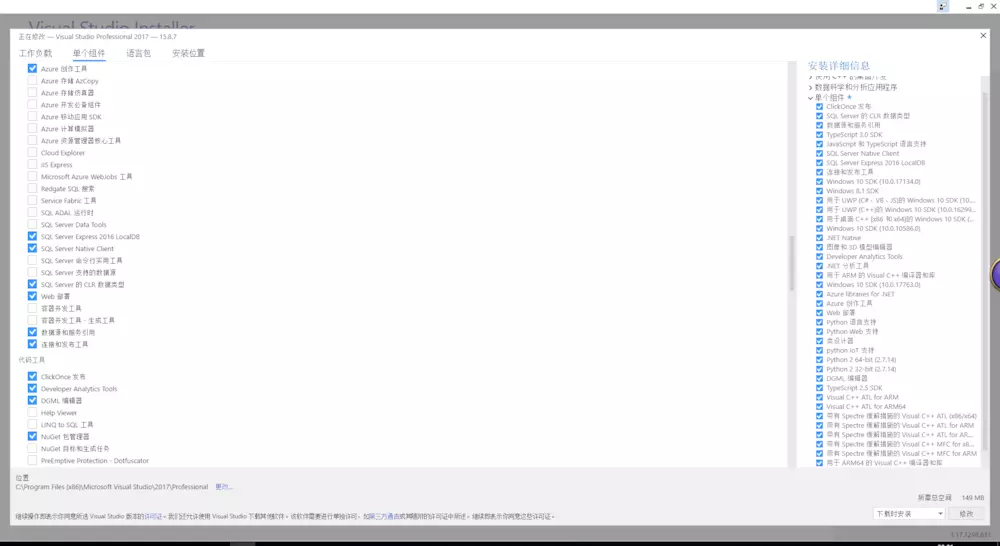 Visual Studio Installer
正在修改 — Visual Studio Professional 2017 — 15.8.7
工作负载 单个组件 语言包 安装位置
Azure 创作工具
Azure 存储 AzCopy
Azure 存储仿真器
Azure 开发必备组件
Azure 移动应用 SDK
Azure 计算模拟器
Azure 资源管理器核心工具
Cloud Explorer
IIS Express
Microsoft Azure WebJobs 工具
Redgate SQL 搜索
Service Fabric 工具
SQL ADAL 运行时
SQL Server Data Tools
SQL Server Express 2016 LocalDB
SQL Server Native Client
SQL Server 命令行实用工具
SQL Server 支持的数据源
SQL Server 的 CLR 数据类型
Web 部署
容器开发工具
容器开发工具 - 生成工具
数据源和服务引用
连接和发布工具
代码工具
ClickOnce 发布
Developer Analytics Tools
DGML 编辑器
Help Viewer
LINQ to SQL 工具
NuGet 包管理器
NuGet 目标和生成任务
PreEmptive Protection - Dotfuscator
安装详细信息
使用 C++ 的桌面开发
数据科学和分析应用程序
单个组件 *
ClickOnce 发布
SQL Server 的 CLR 数据类型
数据源和服务引用
TypeScript 3.0 SDK
JavaScript 和 TypeScript 语言支持
SQL Server Native Client
SQL Server Express 2016 LocalDB
连接和发布工具
Windows 10 SDK (10.0.17134.0)
Windows 8.1 SDK
用于 UWP (C#、VB、JS)的 Windows 10 SDK (10....
用于 UWP (C++)的 Windows 10 SDK (10.0.16299...
用于桌面 C++ [x86 和 x64]的 Windows 10 SDK (...
Windows 10 SDK (10.0.10586.0)
.NET Native
图像和 3D 模型编辑器
Developer Analytics Tools
.NET 分析工具
用于 ARM 的 Visual C++ 编译器和库
Windows 10 SDK (10.0.17763.0)
Azure libraries for .NET
Azure 创作工具
Web 部署
Python 语言支持
Python Web 支持
类设计器
python IoT 支持
Python 2 64-bit (2.7.14)
Python 2 32-bit (2.7.14)
DGML 编辑器
TypeScript 2.5 SDK
Visual C++ ATL for ARM
Visual C++ ATL for ARM64
带有 Spectre 缓解措施的 Visual C++ ATL (x86/x64)
带有 Spectre 缓解措施的 Visual C++ ATL for ARM
带有 Spectre 缓解措施的 Visual C++ ATL for AR...
带有 Spectre 缓解措施的 Visual C++ MFC for x8...
带有 Spectre 缓解措施的 Visual C++ MFC for ARM
用于 ARM64 的 Visual C++ 编译器和库
位置
C:\Program Files (x86)\Microsoft Visual Studio\2017\Professional 更改...
所需总空间 149 MB
继续操作即表示你同意所选 Visual Studio 版本的许可证。我们还允许使用 Visual Studio 下载其他软件。该软件需要进行单独许可，如第三方通告或其随附的许可证中所述。继续即表示你同意这些许可证。
下载时安装 修改